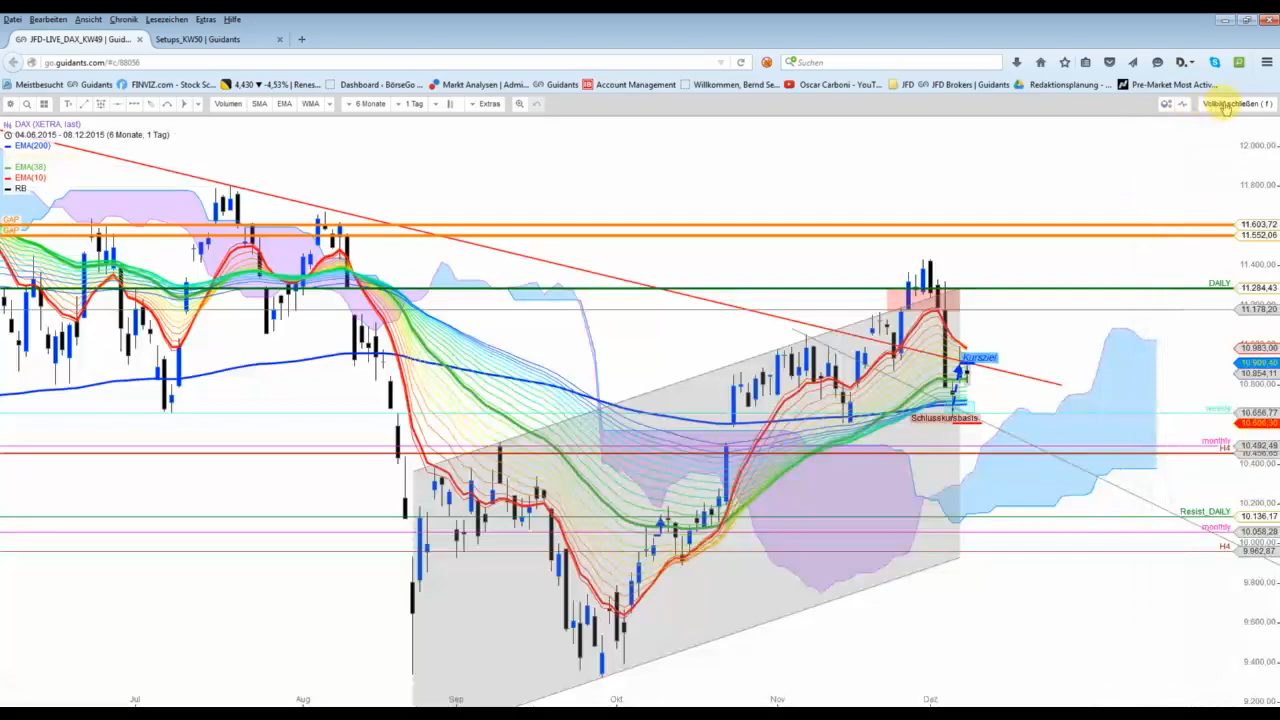 Datei Bearbeiten Ansicht Chronik Lesezeichen Extras Hilfe
JFD-LIVE_DAX_KW49 | Guid... × Setups_KW50 | Guidants × +
go.guidants.com/#c/88056 Suchen
Meistbesucht Guidants FINVIZ.com - Stock Sc... 4,430 ▼ -4,53% | Renes... Dashboard - BörseGo ... Markt Analysen | Admir... Guidants Account Management Willkommen, Bernd Se... Oscar Carboni - YouT... JFD JFD Brokers | Guidants Redaktionsplanung - ... Pre-Market Most Activ...
Volumen SMA EMA WMA 6 Monate 1 Tag Extras
DAX (XETRA, last)
04.06.2015 - 08.12.2015 (6 Monate, 1 Tag)
EMA(200)
EMA(38)
EMA(10)
RB
12.000,00
11.800,00
GAP 11.603,72
GAP 11.552,06
11.400,00
DAILY 11.284,43
11.178,20
10.983,00
Kursziel
10.854,11
10.800,00
10.656,77
Schlusskursbasis
monthly 10.492,48
H4
10.400,00
10.200,00
Resist_DAILY 10.136,17
monthly 10.058,28
10.000,00
H4 9.962,87
9.800,00
9.600,00
9.400,00
9.200,00
Jul Aug Sep Okt Nov Dez